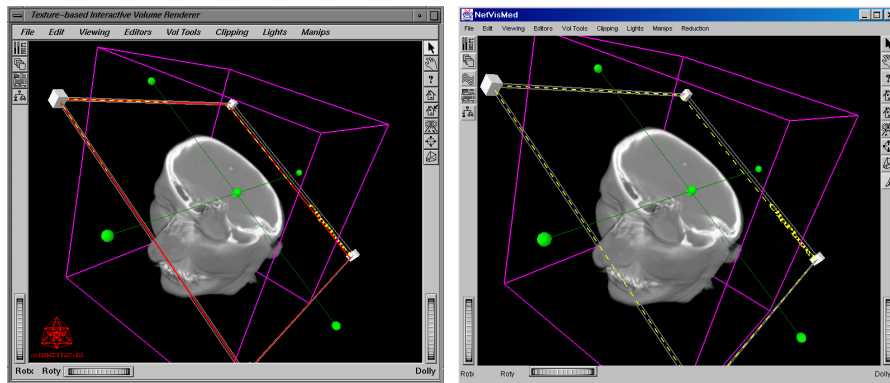 Texture-based Interactive Volume Renderer
File Edit Viewing Editors Vol Tools Clipping Lights Manips
?
Rotx Roty Dolly
NetVisMed
File Edit Viewing Editors Vol Tools Clipping Lights Manips Reduction
?
Rotx Roty Dolly